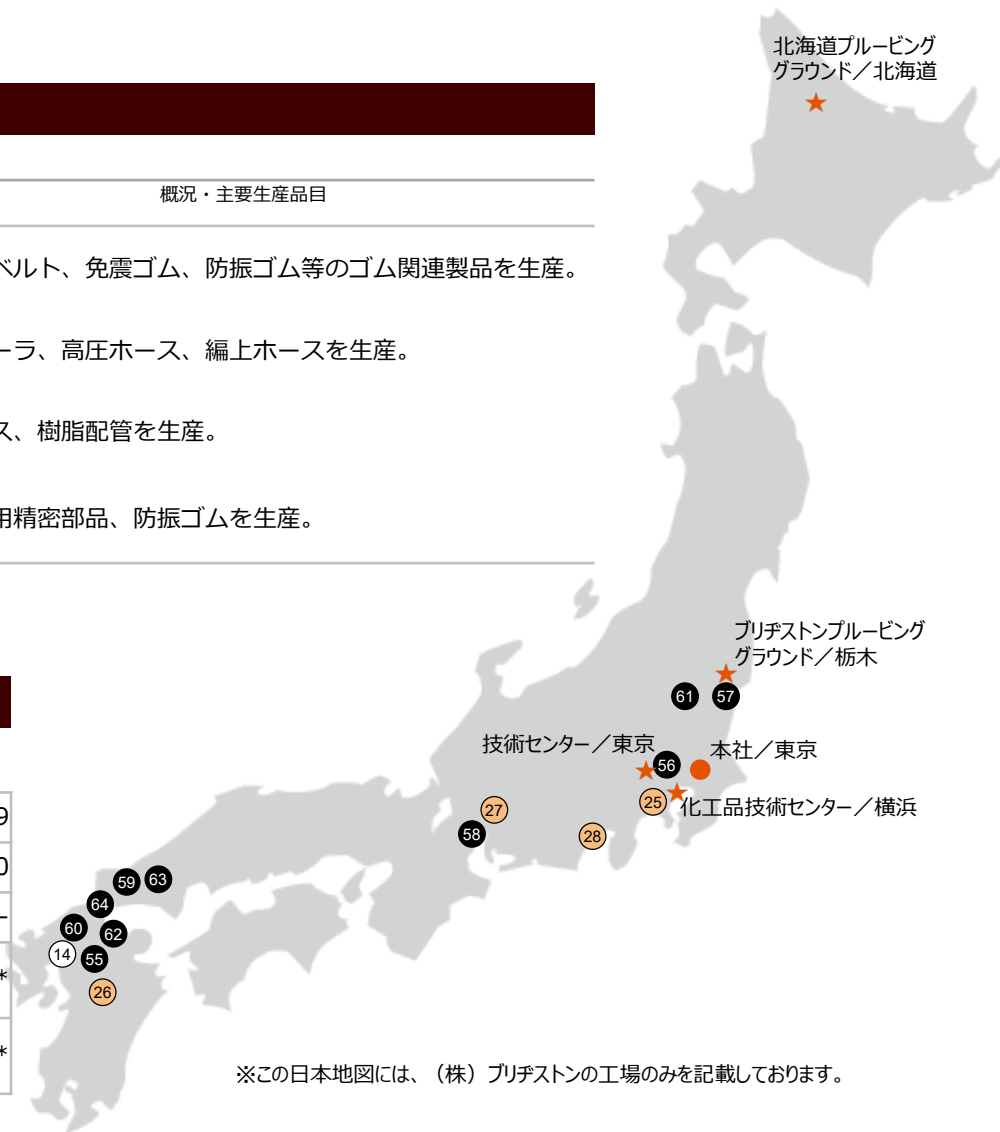 北海道プルービング
グラウンド／北海道
概況・主要生産品目
ベルト、免震ゴム、防振ゴム等のゴム関連製品を生産。
ーラ、高圧ホース、編上ホースを生産。
ス、樹脂配管を生産。
用精密部品、防振ゴムを生産。
ブリヂストンプルービング
グラウンド／栃木
61
57
技術センター／東京
56
本社／東京
25
化工品技術センター／横浜
27
58
28
9
0
-
*
*
59
63
64
60
62
14
55
26
※この日本地図には、（株）ブリヂストンの工場のみを記載しております。